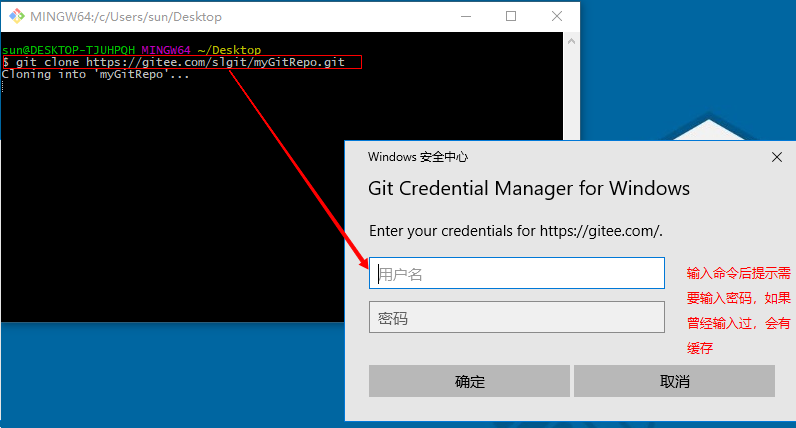 MINGW64:/c/Users/sun/Desktop
sun@DESKTOP-TJUHPQH MINGW64 ~/Desktop
$ git clone https://gitee.com/slgit/myGitRepo.git
Cloning into 'myGitRepo'...
Windows 安全中心
Git Credential Manager for Windows
Enter your credentials for https://gitee.com/.
用户名
密码
确定
取消
输入命令后提示需
要输入密码，如果
曾经输入过，会有
缓存